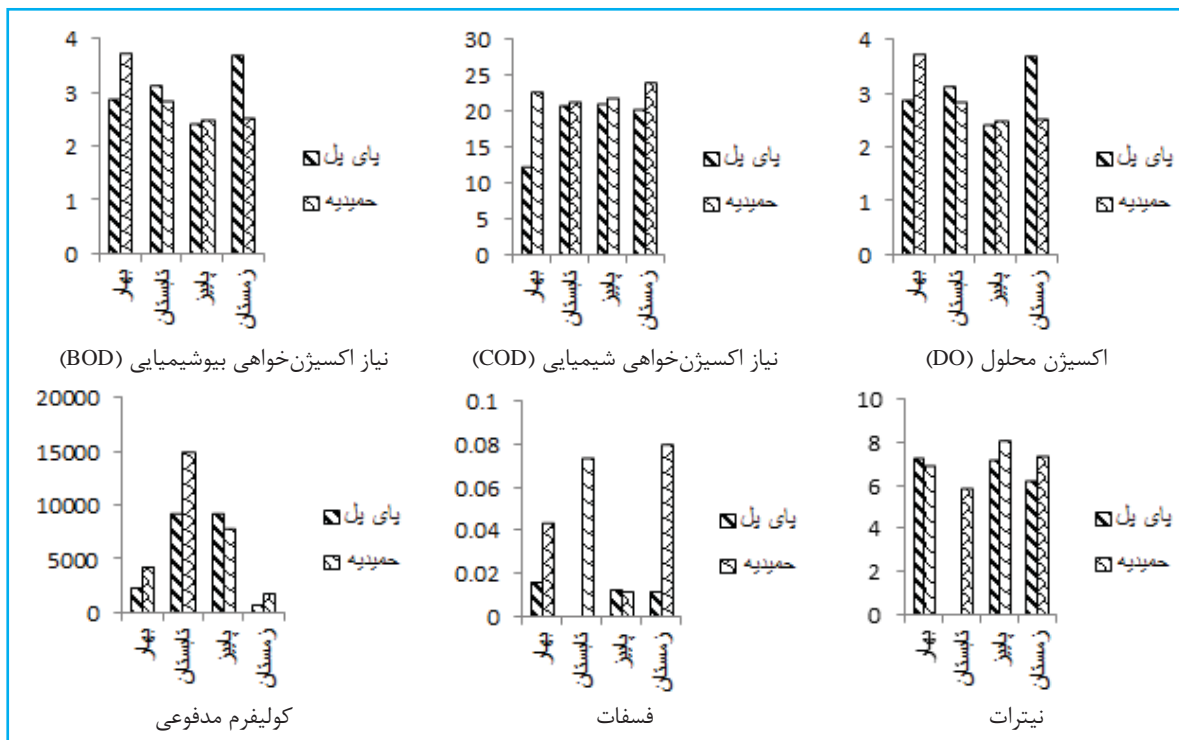 4
3
2
1
0
پای پل
حمیدیه
بهار
تابستان
پاییز
زمستان
اکسیژن محلول (DO)
30
25
20
15
10
5
0
پای پل
حمیدیه
بهار
تابستان
پاییز
زمستان
نیاز اکسیژن‌خواهی شیمیایی (COD)
4
3
2
1
0
پای پل
حمیدیه
بهار
تابستان
پاییز
زمستان
نیاز اکسیژن‌خواهی بیوشیمیایی (BOD)
10
8
6
4
2
0
پای پل
حمیدیه
بهار
تابستان
پاییز
زمستان
نیترات
0.1
0.08
0.06
0.04
0.02
0
پای پل
حمیدیه
بهار
تابستان
پاییز
زمستان
فسفات
20000
15000
10000
5000
0
پای پل
حمیدیه
بهار
تابستان
پاییز
زمستان
کولیفرم مدفوعی